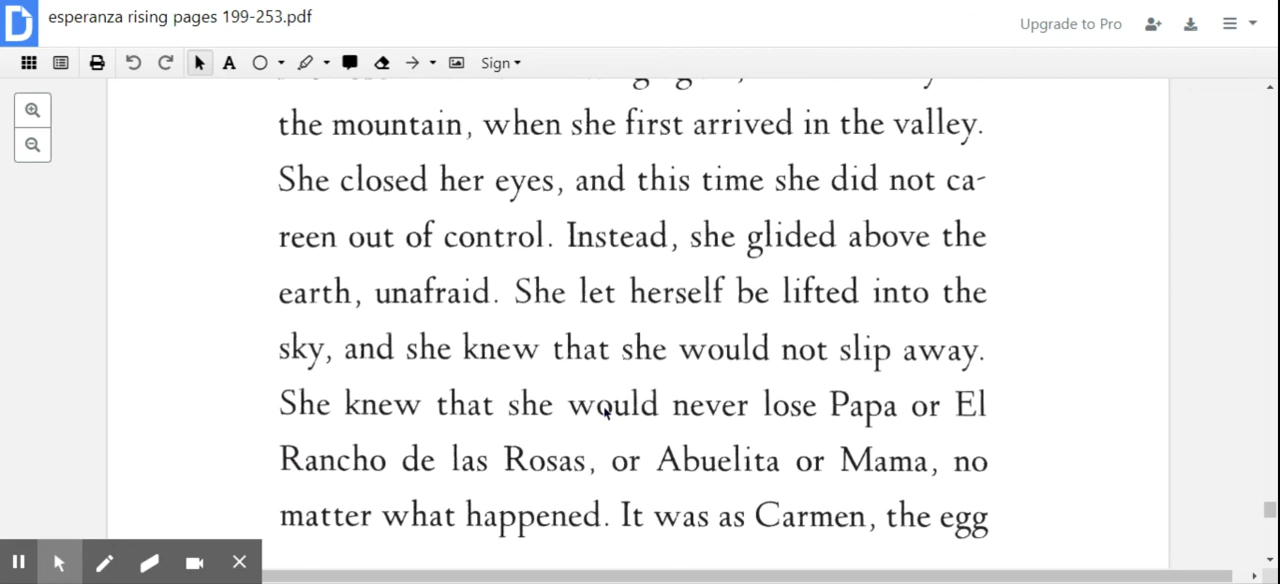 esperanza rising pages 199-253.pdf
Upgrade to Pro
A
Sign
the mountain, when she first arrived in the valley.
She closed her eyes, and this time she did not ca-
reen out of control. Instead, she glided above the
earth, unafraid. She let herself be lifted into the
sky, and she knew that she would not slip away.
She knew that she would never lose Papa or El
Rancho de las Rosas, or Abuelita or Mama, no
matter what happened. It was as Carmen, the egg